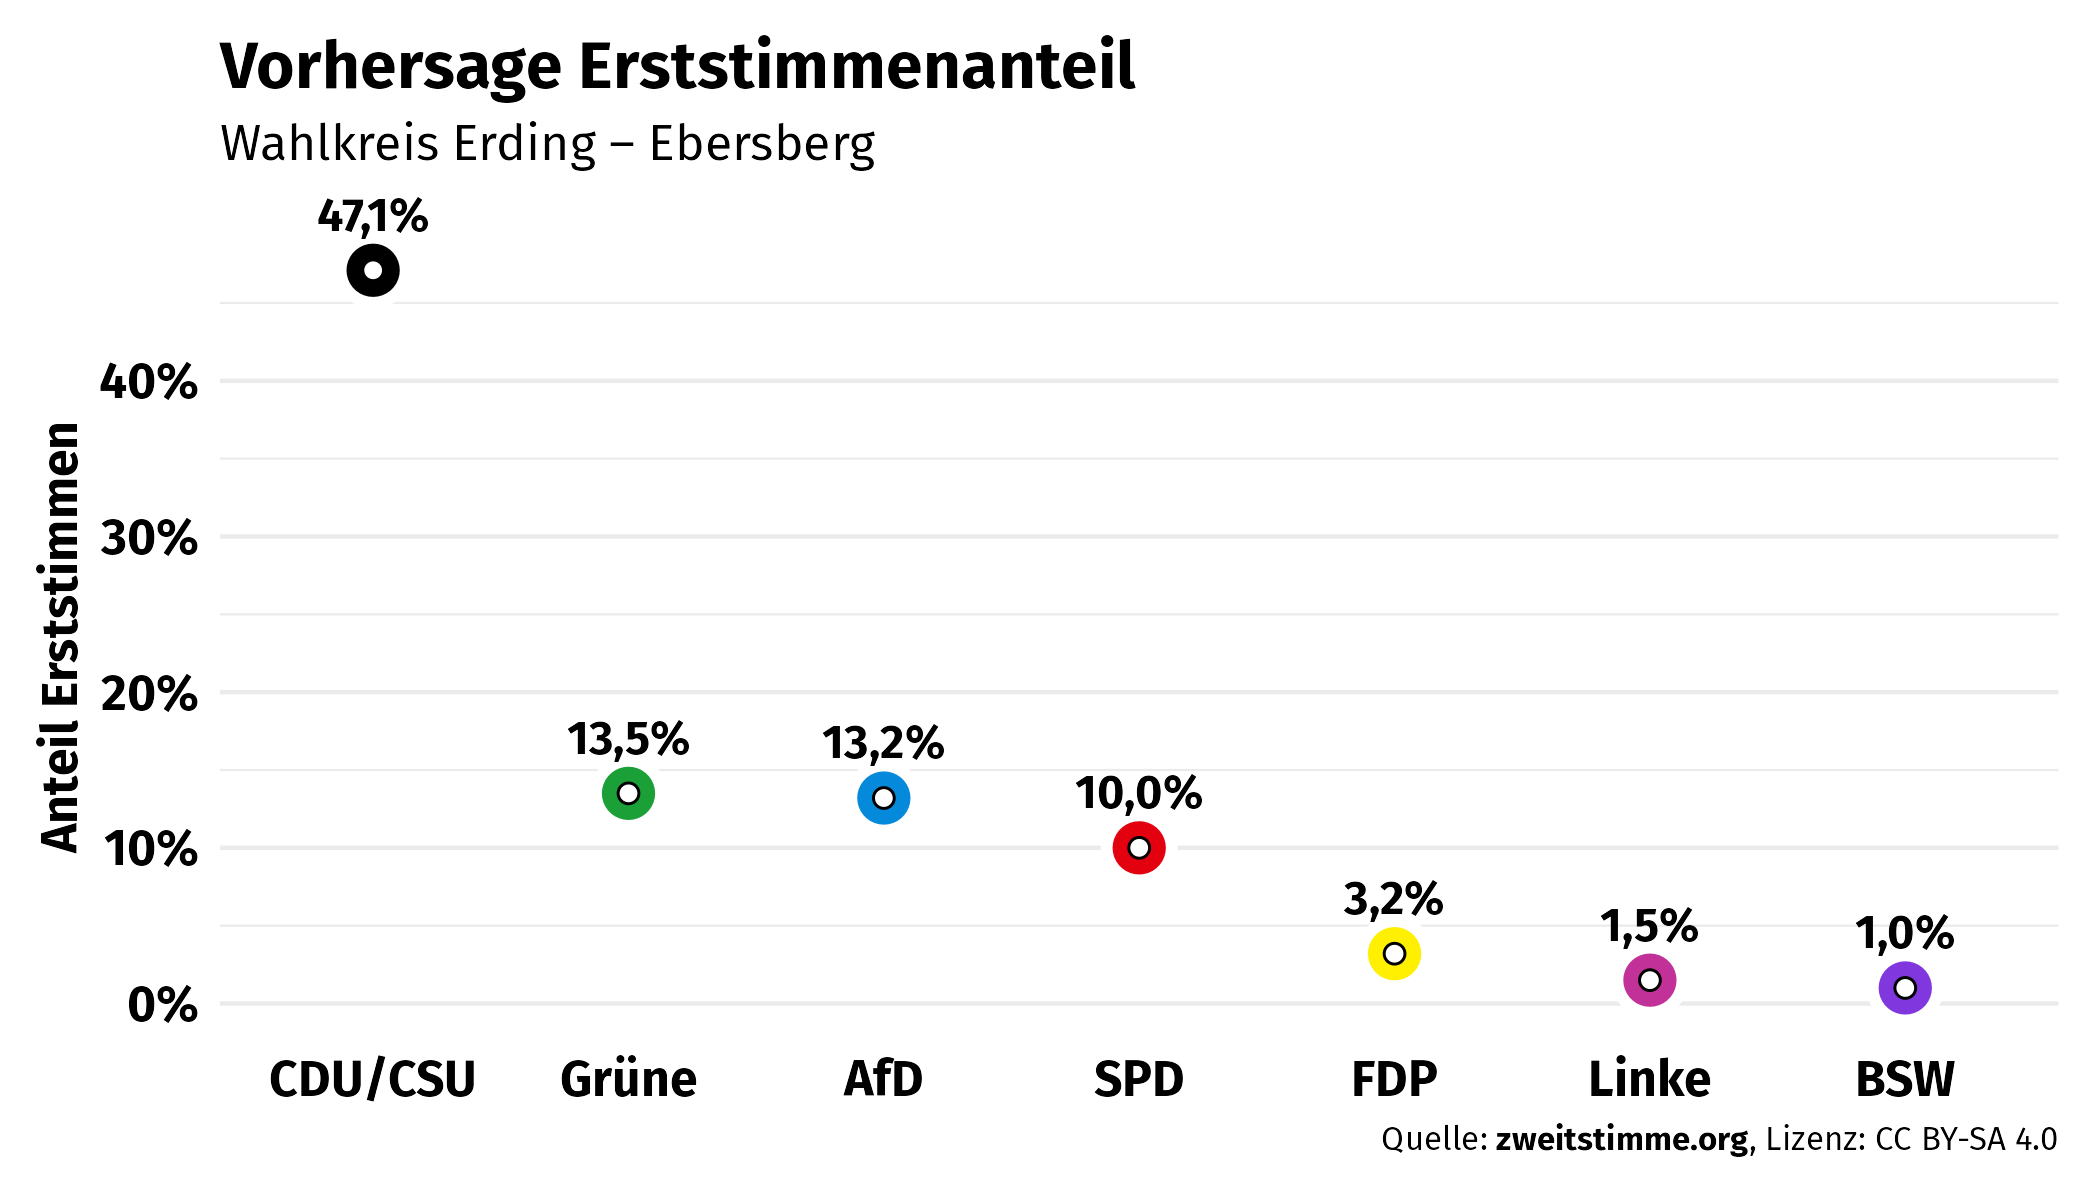 Vorhersage Erststimmenanteil
Wahlkreis Erding – Ebersberg
47,1%
40%
30%
20%
10%
0%
Anteil Erststimmen
13,5%
13,2%
10,0%
3,2%
1,5%
1,0%
CDU/CSU Grüne AfD SPD FDP Linke BSW
Quelle: zweitstimme.org, Lizenz: CC BY-SA 4.0